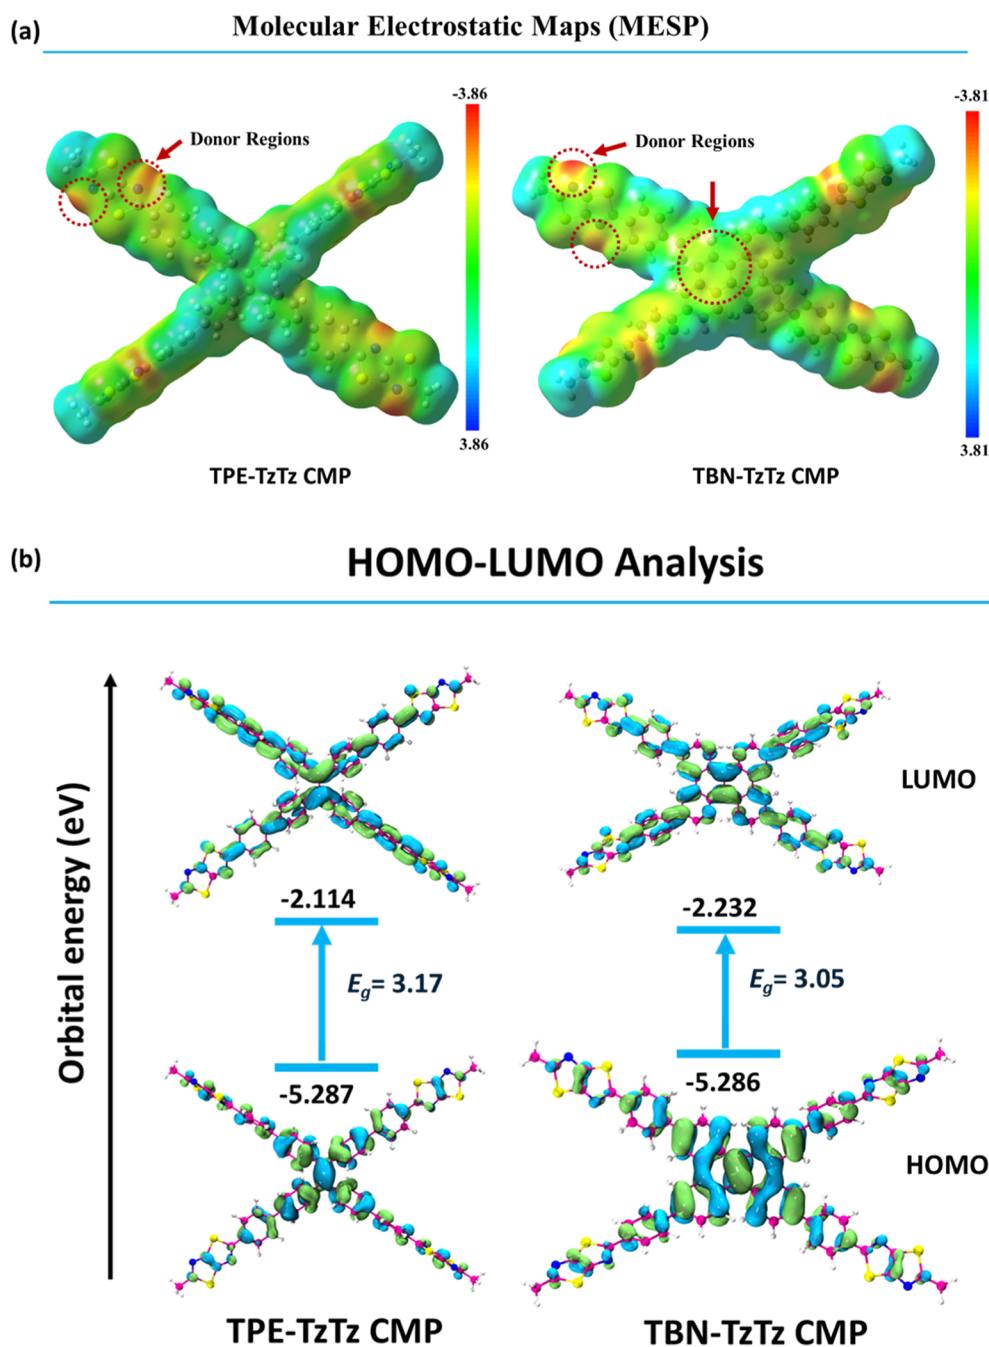 (a)
Molecular Electrostatic Maps (MESP)
-3.86
Donor Regions
3.86
TPE-TzTz CMP
-3.81
Donor Regions
3.81
TBN-TzTz CMP
(b)
HOMO-LUMO Analysis
Orbital energy (eV)
LUMO
-2.114
-2.232
Eg= 3.17
Eg= 3.05
-5.287
-5.286
HOMO
TPE-TzTz CMP
TBN-TzTz CMP